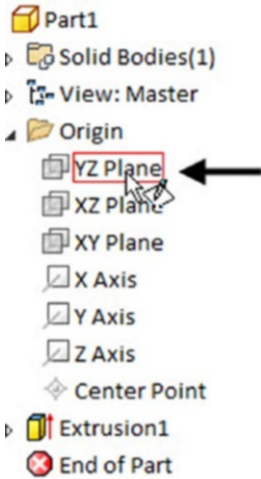 Part1
Solid Bodies(1)
View: Master
Origin
YZ Plane
XZ Plane
XY Plane
X Axis
Y Axis
Z Axis
Center Point
Extrusion1
End of Part